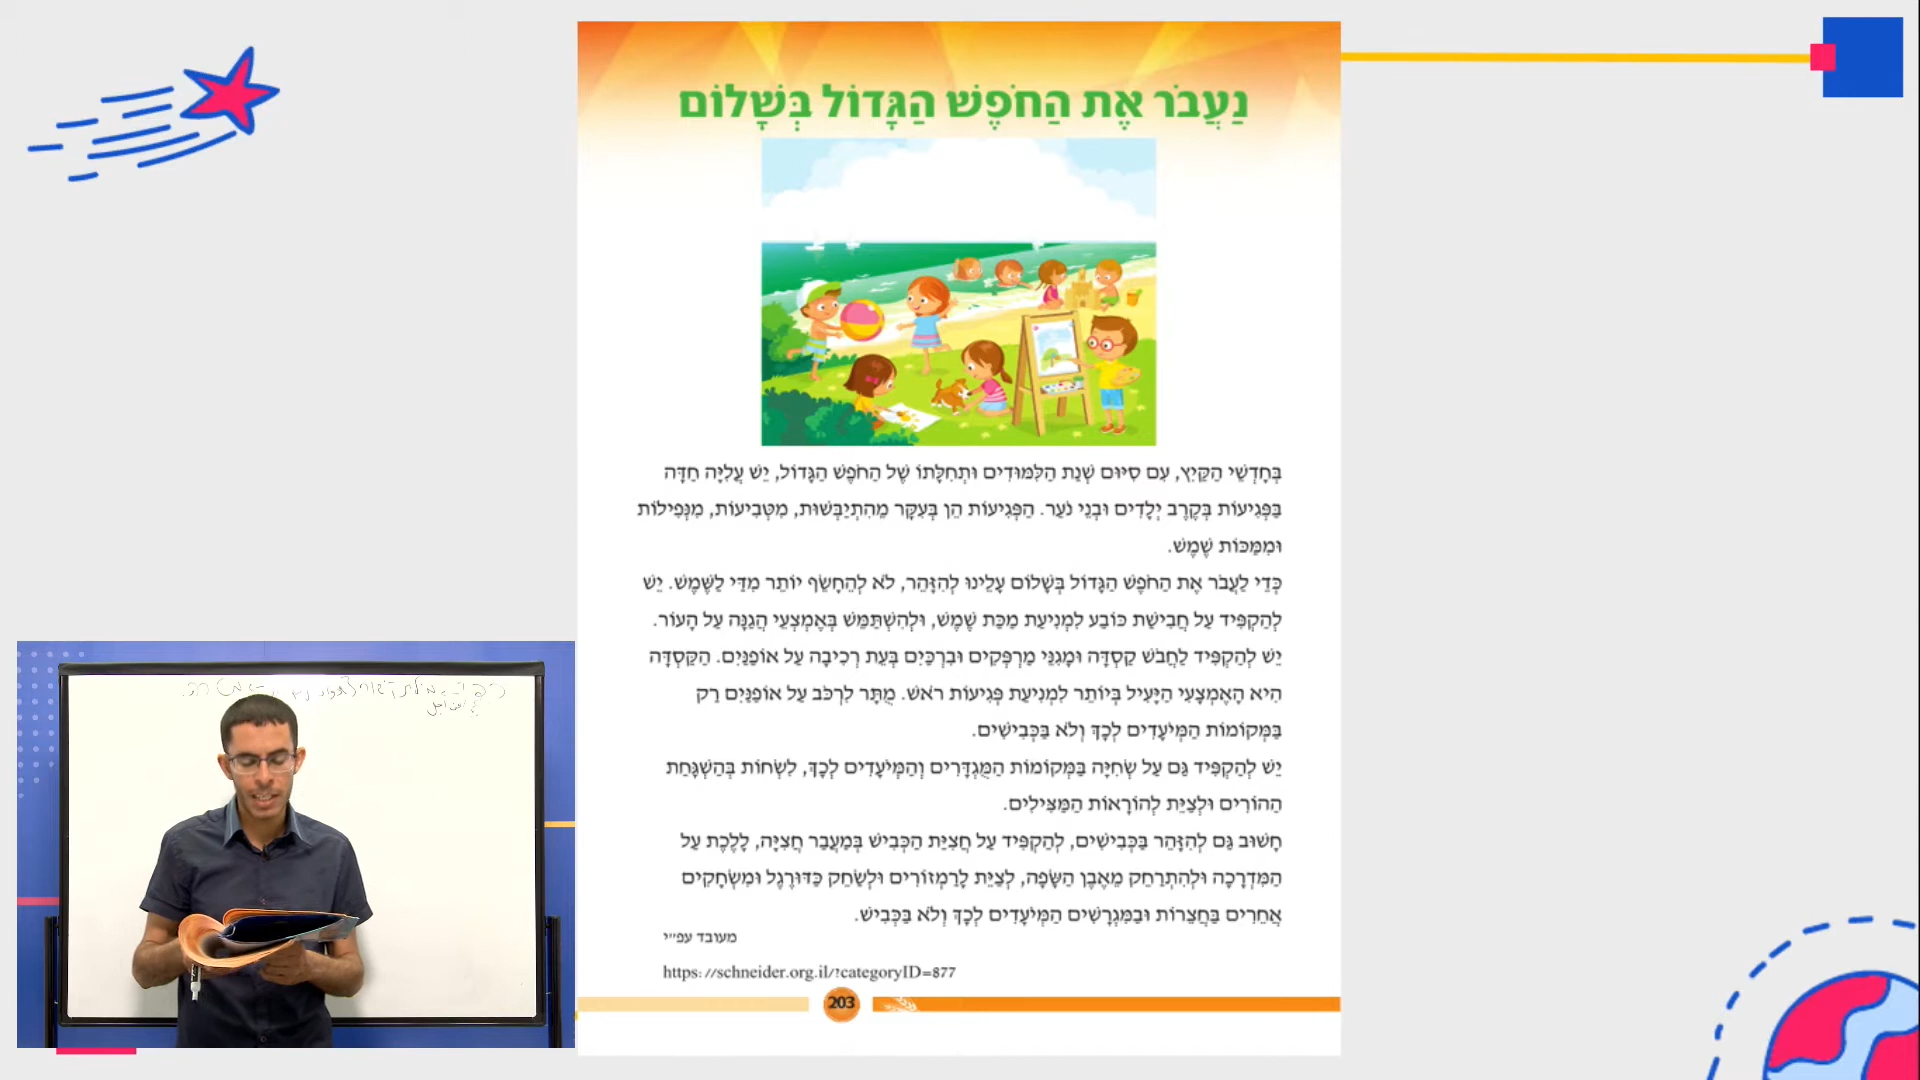 נַעֲבֹר אֶת הַחֹפֶשׁ הַגָּדוֹל בְּשָׁלוֹם
בְּחָדְשֵׁי הַקַּיִץ, עִם סִיּוּם שְׁנַת הַלִּמּוּדִים וּתְחִלָּתוֹ שֶׁל הַחֹפֶשׁ הַגָּדוֹל, יֵשׁ עֲלִיָּה חַדָּה
בַּפְּגִיעוֹת בְּקֶרֶב יְלָדִים וּבְנֵי נֹעַר. הַפְּגִיעוֹת הֵן בְּעִקָּר מֵהִתְיַבְּשׁוּת, מִטְּבִיעוֹת, מִנְּפִילוֹת
וּמִמַּכּוֹת שֶׁמֶשׁ.
כְּדֵי לַעֲבֹר אֶת הַחֹפֶשׁ הַגָּדוֹל בְּשָׁלוֹם עָלֵינוּ לְהִזָּהֵר, לֹא לְהֵחָשֵׂף יוֹתֵר מִדַּי לַשֶּׁמֶשׁ. יֵשׁ
לְהַקְפִּיד עַל חֲבִישַׁת כּוֹבַע לִמְנִיעַת מַכַּת שֶׁמֶשׁ, וּלְהִשְׁתַּמֵּשׁ בְּאֶמְצְעֵי הֲגַנָּה עַל הָעוֹר.
יֵשׁ לְהַקְפִּיד לַחֲבֹשׁ קַסְדָּה וּמָגִנֵּי מַרְפְּקִים וּבִרְכַּיִם בְּעֵת רְכִיבָה עַל אוֹפַנַּיִם. הַקַּסְדָּה
הִיא הָאֶמְצָעִי הַיָּעִיל בְּיוֹתֵר לִמְנִיעַת פְּגִיעוֹת רֹאשׁ. מֻתָּר לִרְכֹּב עַל אוֹפַנַּיִם רַק
בַּמְּקוֹמוֹת הַמְּיֹעָדִים לְכָךְ וְלֹא בַּכְּבִישִׁים.
יֵשׁ לְהַקְפִּיד גַּם עַל שְׂחִיָּה בַּמְּקוֹמוֹת הַמֻּגְדָּרִים וְהַמְּיֹעָדִים לְכָךְ, לִשְׂחוֹת בְּהַשְׁגָּחַת
הַהוֹרִים וּלְצַיֵּת לְהוֹרָאוֹת הַמַּצִּילִים.
חָשׁוּב גַּם לְהִזָּהֵר בַּכְּבִישִׁים, לְהַקְפִּיד עַל חֲצִיַּת הַכְּבִישׁ בְּמַעֲבַר חֲצִיָּה, לָלֶכֶת עַל
הַמִּדְרָכָה וּלְהִתְרַחֵק מֵאֶבֶן הַשָּׂפָה, לְצַיֵּת לָרַמְזוֹרִים וּלְשַׂחֵק כַּדּוּרֶגֶל וּמִשְׂחָקִים
אֲחֵרִים בַּחֲצֵרוֹת וּבַמִּגְרָשִׁים הַמְּיֹעָדִים לְכָךְ וְלֹא בַּכְּבִישׁ.
מעובד עפ״י
https://schneider.org.il/?categoryID=877
203